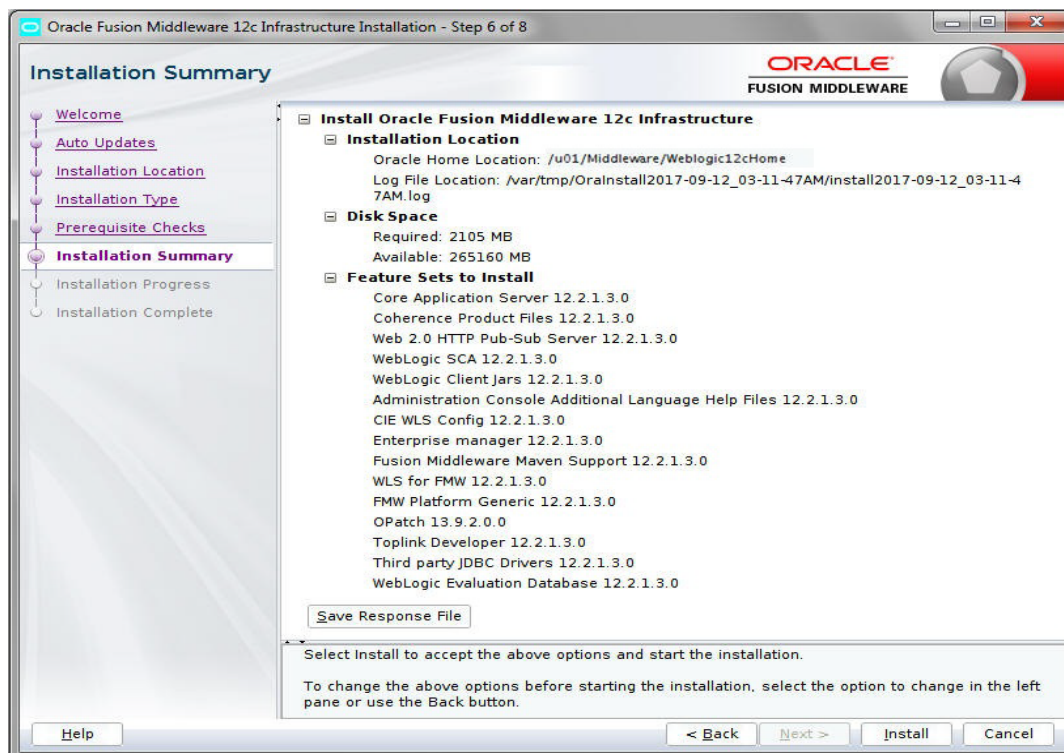 Oracle Fusion Middleware 12c Infrastructure Installation - Step 6 of 8
Installation Summary
ORACLE
FUSION MIDDLEWARE
Welcome
Auto Updates
Installation Location
Installation Type
Prerequisite Checks
Installation Summary
Installation Progress
Installation Complete
Install Oracle Fusion Middleware 12c Infrastructure
Installation Location
Oracle Home Location: /u01/Middleware/Weblogic12cHome
Log File Location: /var/tmp/OraInstall2017-09-12_03-11-47AM/install2017-09-12_03-11-4
7AM.log
Disk Space
Required: 2105 MB
Available: 265160 MB
Feature Sets to Install
Core Application Server 12.2.1.3.0
Coherence Product Files 12.2.1.3.0
Web 2.0 HTTP Pub-Sub Server 12.2.1.3.0
WebLogic SCA 12.2.1.3.0
WebLogic Client Jars 12.2.1.3.0
Administration Console Additional Language Help Files 12.2.1.3.0
CIE WLS Config 12.2.1.3.0
Enterprise manager 12.2.1.3.0
Fusion Middleware Maven Support 12.2.1.3.0
WLS for FMW 12.2.1.3.0
FMW Platform Generic 12.2.1.3.0
OPatch 13.9.2.0.0
Toplink Developer 12.2.1.3.0
Third party JDBC Drivers 12.2.1.3.0
WebLogic Evaluation Database 12.2.1.3.0
Save Response File
Select Install to accept the above options and start the installation.
To change the above options before starting the installation, select the option to change in the left
pane or use the Back button.
Help
< Back
Next >
Install
Cancel